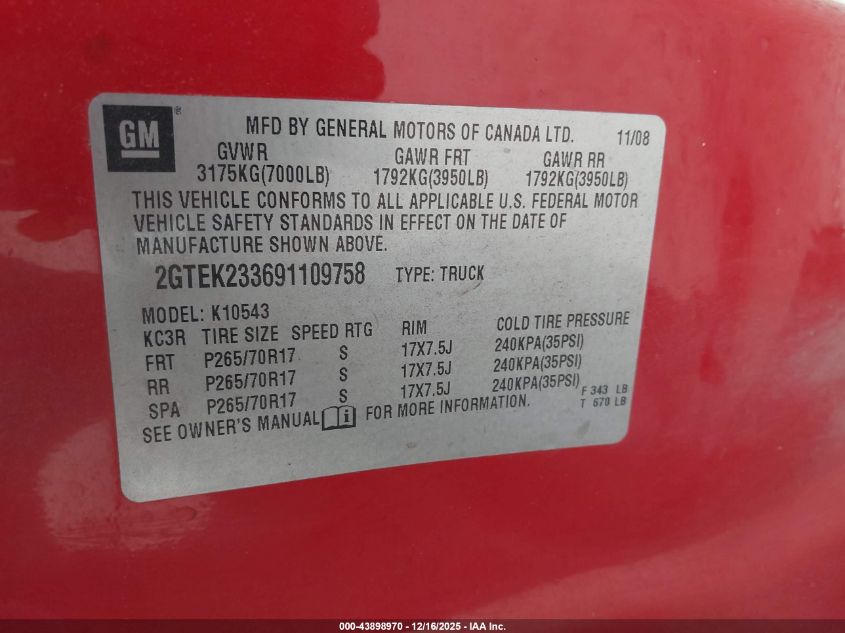 GM ®
MFD BY GENERAL MOTORS OF CANADA LTD. 11/08
GVWR GAWR FRT GAWR RR
3175KG(7000LB) 1792KG(3950LB) 1792KG(3950LB)
THIS VEHICLE CONFORMS TO ALL APPLICABLE U.S. FEDERAL MOTOR
VEHICLE SAFETY STANDARDS IN EFFECT ON THE DATE OF
MANUFACTURE SHOWN ABOVE.
2GTEK233691109758 TYPE: TRUCK
MODEL: K10543
KC3R TIRE SIZE SPEED RTG RIM COLD TIRE PRESSURE
FRT P265/70R17 S 17X7.5J 240KPA(35PSI)
RR P265/70R17 S 17X7.5J 240KPA(35PSI)
SPA P265/70R17 S 17X7.5J 240KPA(35PSI)
SEE OWNER'S MANUAL i FOR MORE INFORMATION.
F 343 LB
T 670 LB
000-43898970 - 12/16/2025 - IAA Inc.